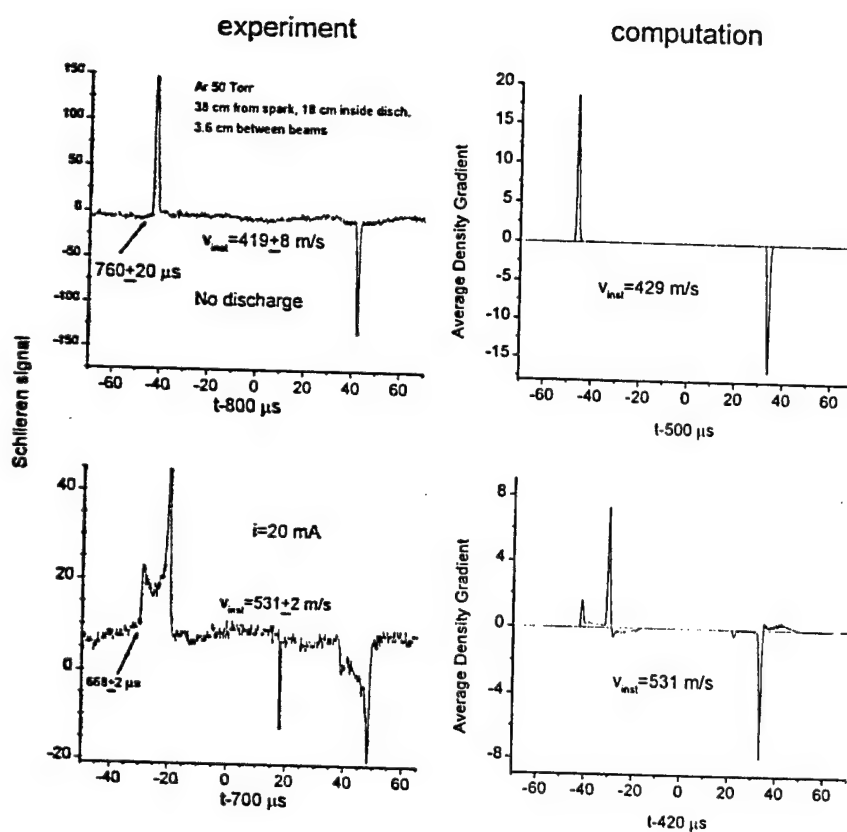 experiment
computation
Schlieren signal
150
100
50
0
-50
-100
-150
Ar 50 Torr
38 cm from spark, 18 cm inside disch.
3.6 cm between beams
v_inst=419±8 m/s
760±20 μs
No discharge
-60 -40 -20 0 20 40 60
t-800 μs
Average Density Gradient
20
15
10
5
0
-5
-10
-15
v_inst=429 m/s
-60 -40 -20 0 20 40 60
t-500 μs
40
20
0
-20
i=20 mA
v_inst=531±2 m/s
668±2 μs
-40 -20 0 20 40 60
t-700 μs
Average Density Gradient
8
4
0
-4
-8
v_inst=531 m/s
-60 -40 -20 0 20 40 60
t-420 μs